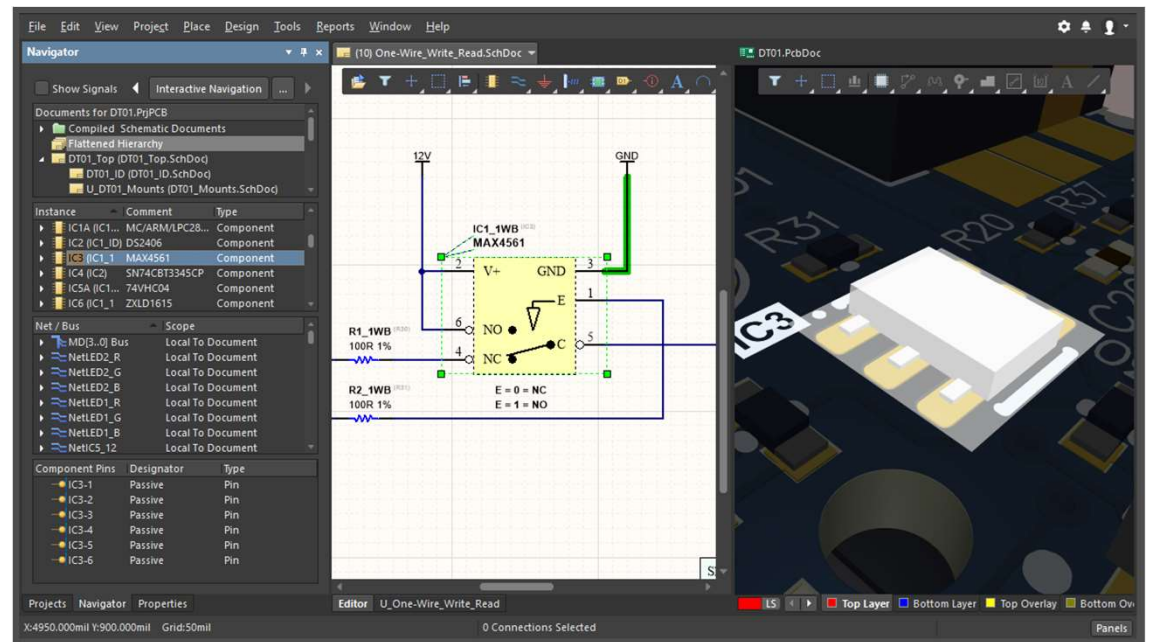 File Edit View Project Place Design Tools Reports Window Help
Navigator
(10) One-Wire_Write_Read.SchDoc
DT01.PcbDoc
Show Signals Interactive Navigation ...
Documents for DT01.PrjPCB
Compiled Schematic Documents
Flattened Hierarchy
DT01_Top (DT01_Top.SchDoc)
DT01_ID (DT01_ID.SchDoc)
U_DT01_Mounts (DT01_Mounts.SchDoc)
Instance Comment Type
IC1A (IC1... MC/ARM/LPC28... Component
IC2 (IC1_ID) DS2406 Component
IC3 (IC1_1 MAX4561 Component
IC4 (IC2) SN74CBT3345CP Component
IC5A (IC1... 74VHC04 Component
IC6 (IC1_1 ZXLD1615 Component
Net / Bus Scope
MD[3..0] Bus Local To Document
NetLED2_R Local To Document
NetLED2_G Local To Document
NetLED2_B Local To Document
NetLED1_R Local To Document
NetLED1_G Local To Document
NetLED1_B Local To Document
NetIC5_12 Local To Document
Component Pins Designator Type
IC3-1 Passive Pin
IC3-2 Passive Pin
IC3-3 Passive Pin
IC3-4 Passive Pin
IC3-5 Passive Pin
IC3-6 Passive Pin
Projects Navigator Properties
12V GND
IC1_1WB (IC3)
MAX4561
2 V+ GND 3
E 1
6 NO
C 5
4 NC
R1_1WB (R20)
100R 1%
R2_1WB (R31)
100R 1%
E = 0 = NC
E = 1 = NO
Editor U_One-Wire_Write_Read
R31
R20
R37
IC3
LS Top Layer Bottom Layer Top Overlay Bottom Ov
X:4950.000mil Y:900.000mil Grid:50mil
0 Connections Selected
Panels